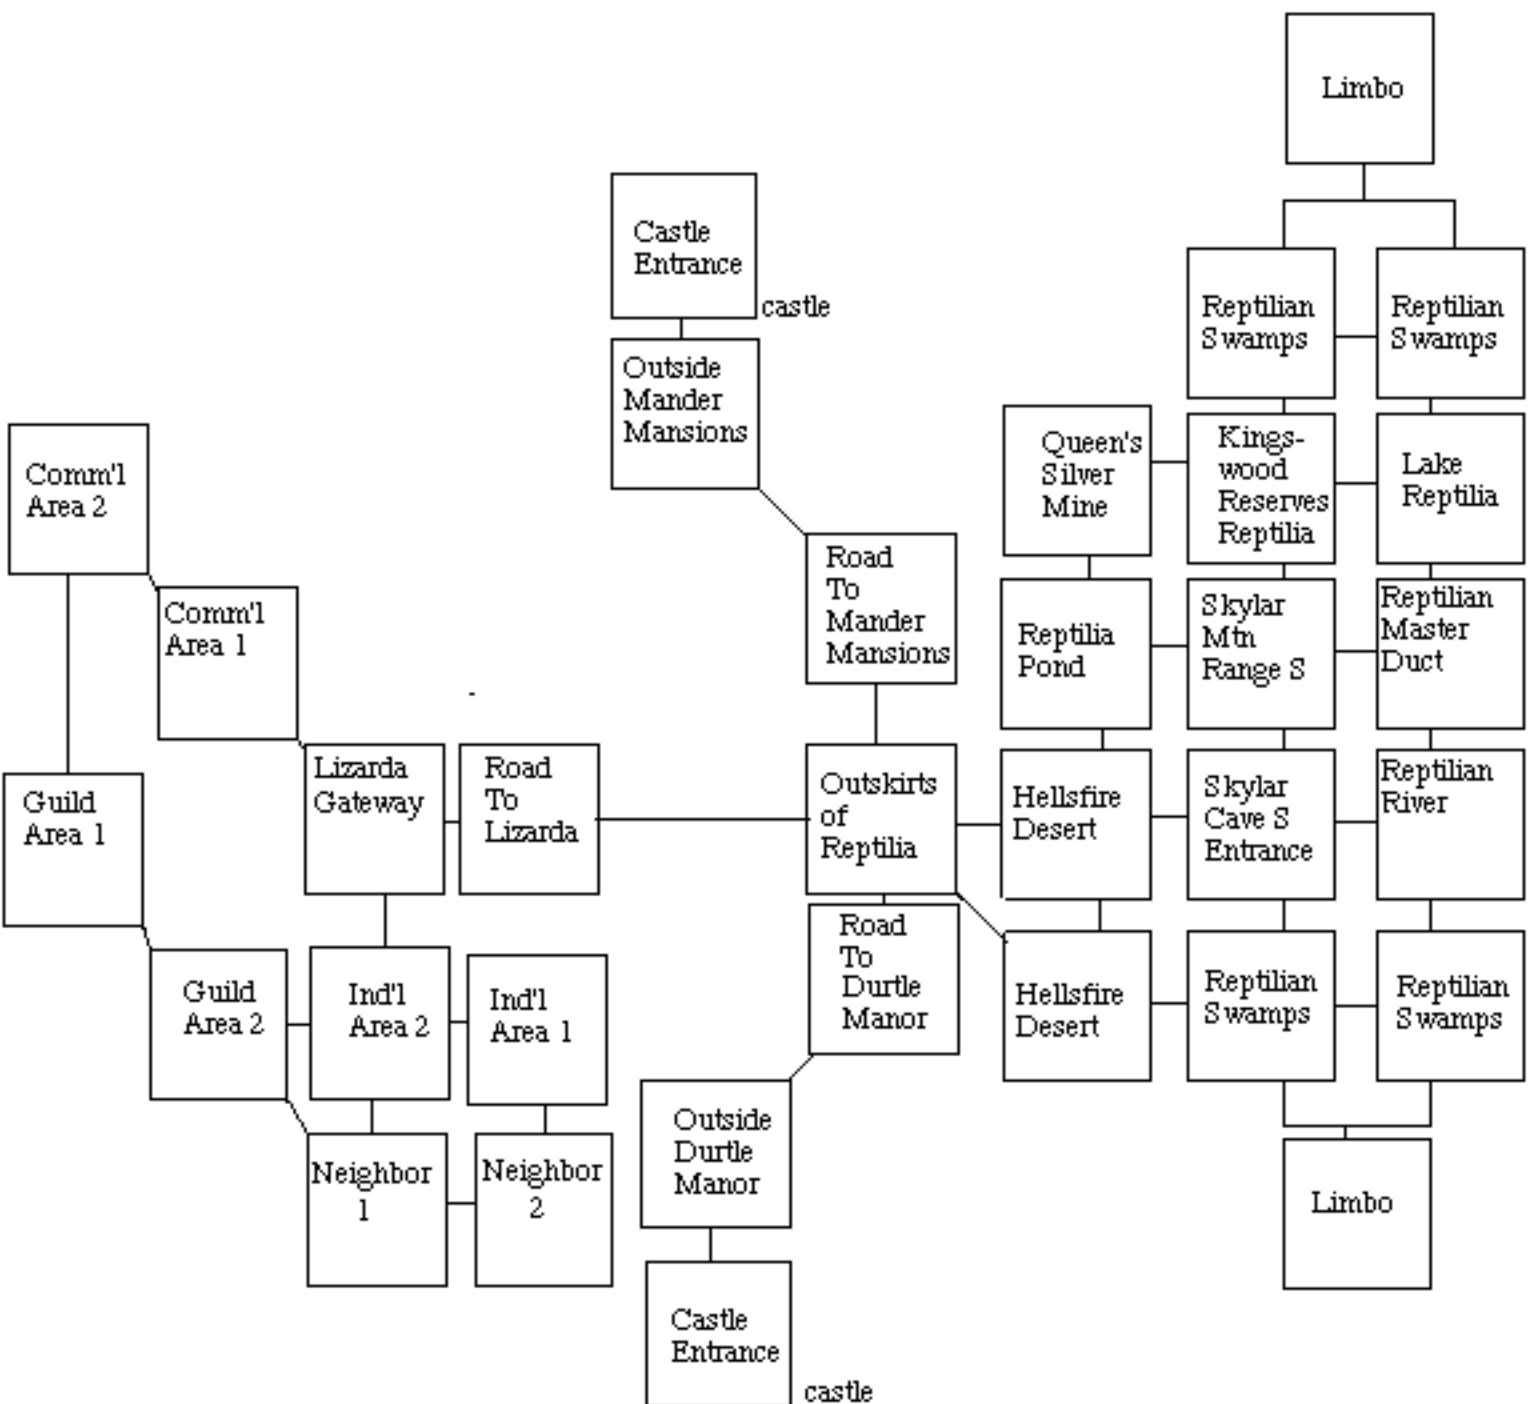 Limbo
Castle
Entrance
castle
Reptilian
Swamps
Reptilian
Swamps
Outside
Mander
Mansions
Queen's
Silver
Mine
Kings-
wood
Reserves
Reptilia
Lake
Reptilia
Comm'l
Area 2
Comm'l
Area 1
Road
To
Mander
Mansions
Reptilia
Pond
Skylar
Mtn
Range S
Reptilian
Master
Duct
Lizarda
Gateway
Road
To
Lizarda
Outskirts
of
Reptilia
Hellsfire
Desert
Skylar
Cave S
Entrance
Reptilian
River
Guild
Area 1
Guild
Area 2
Ind'l
Area 2
Ind'l
Area 1
Road
To
Durtle
Manor
Hellsfire
Desert
Reptilian
Swamps
Reptilian
Swamps
Neighbor
1
Neighbor
2
Outside
Durtle
Manor
Limbo
Castle
Entrance
castle